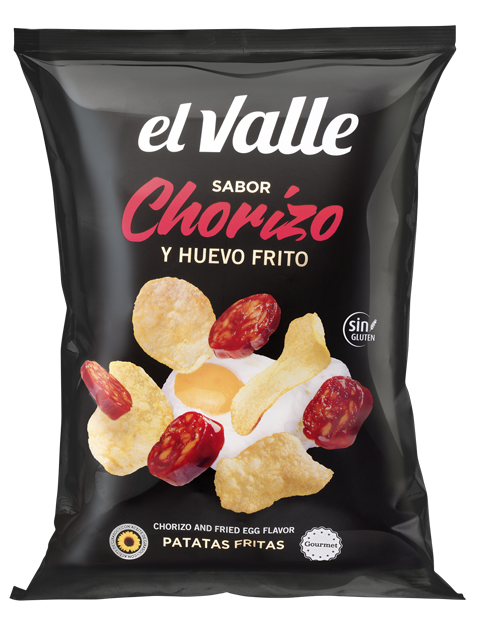 el Valle
SABOR
Chorizo
Y HUEVO FRITO
sin
GLUTEN
CHORIZO AND FRIED EGG FLAVOR
PATATAS FRITAS
Gourmet